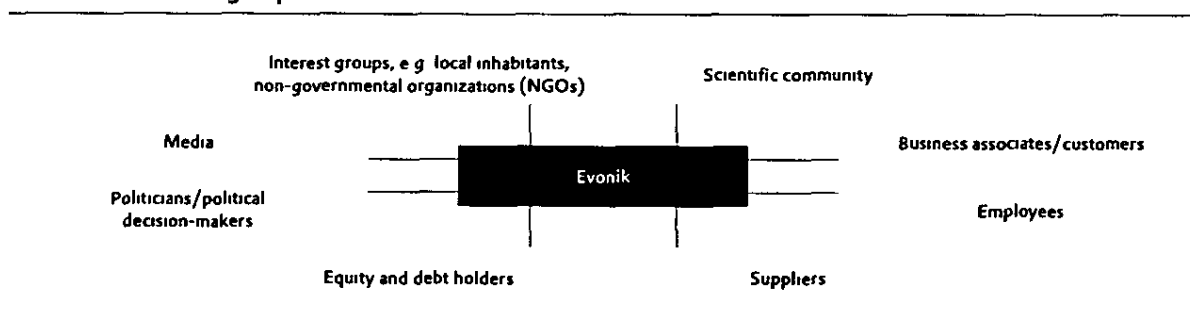 Interest groups, e g local inhabitants,
non-governmental organizations (NGOs)
Scientific community
Media
Business associates/customers
Evonik
Politicians/political
decision-makers
Employees
Equity and debt holders
Suppliers